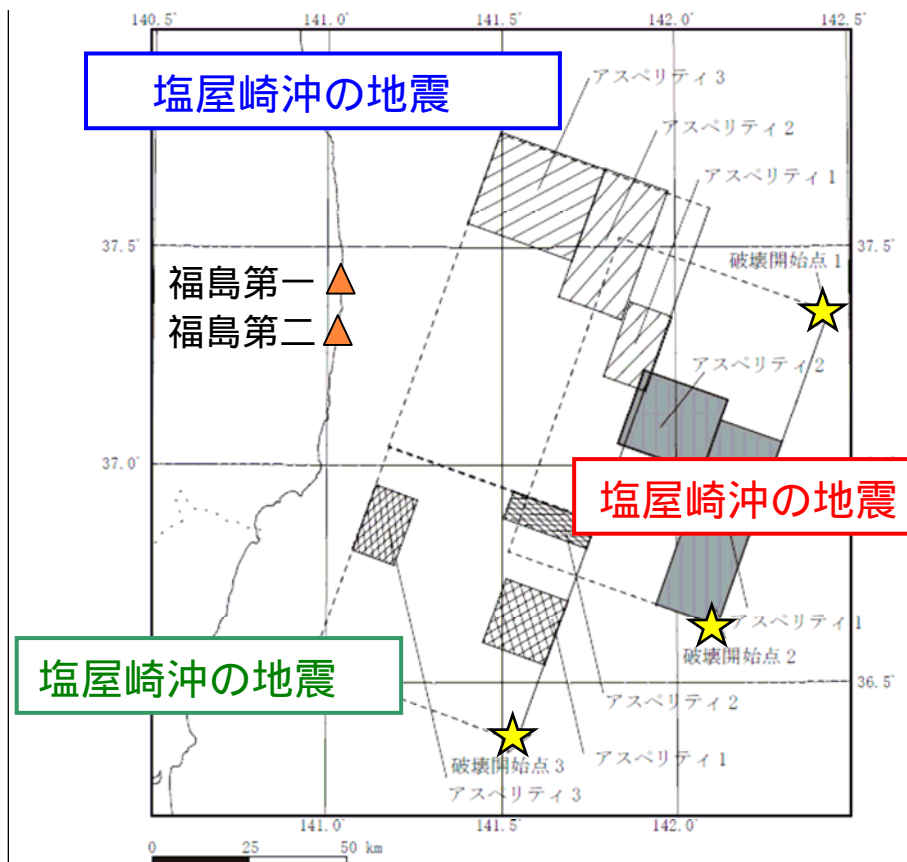 140.5°
141.0°
141.5°
142.0°
142.5°
塩屋崎沖の地震
アスペリティ3
アスペリティ2
アスペリティ1
37.5°
37.5°
破壊開始点1
福島第一
福島第二
アスペリティ2
37.0°
塩屋崎沖の地震
アスペリティ1
破壊開始点2
塩屋崎沖の地震
36.5°
アスペリティ2
アスペリティ1
破壊開始点3
アスペリティ3
141.0°
141.5°
142.0°
0 25 50 km